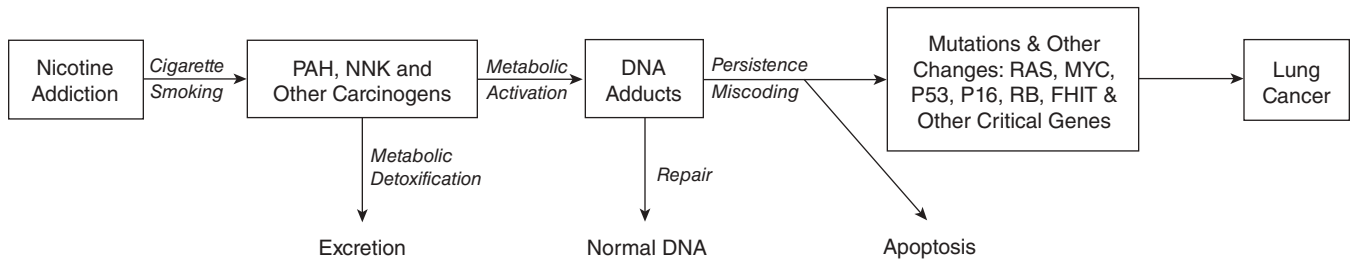 Nicotine
Addiction
Cigarette
Smoking
PAH, NNK and
Other Carcinogens
Metabolic
Activation
DNA
Adducts
Persistence
Miscoding
Mutations & Other
Changes: RAS, MYC,
P53, P16, RB, FHIT &
Other Critical Genes
Lung
Cancer
Metabolic
Detoxification
Repair
Excretion
Normal DNA
Apoptosis